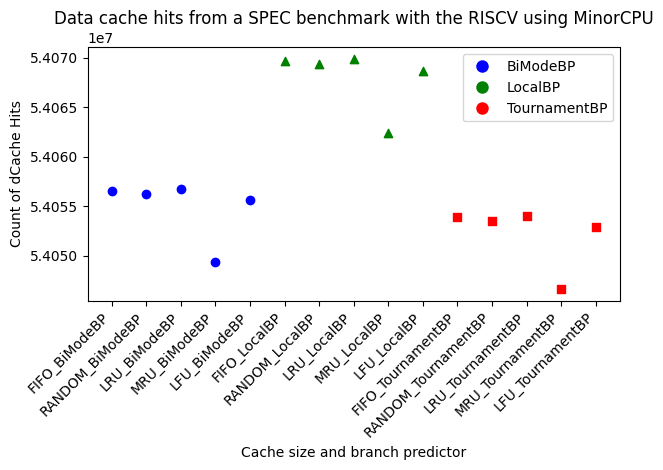 Data cache hits from a SPEC benchmark with the RISCV using MinorCPU
1e7
5.4070
5.4065
5.4060
5.4055
5.4050
Count of dCache Hits
BiModeBP
LocalBP
TournamentBP
FIFO_BiModeBP
RANDOM_BiModeBP
LRU_BiModeBP
MRU_BiModeBP
LFU_BiModeBP
FIFO_LocalBP
RANDOM_LocalBP
LRU_LocalBP
MRU_LocalBP
LFU_LocalBP
FIFO_TournamentBP
RANDOM_TournamentBP
LRU_TournamentBP
MRU_TournamentBP
LFU_TournamentBP
Cache size and branch predictor